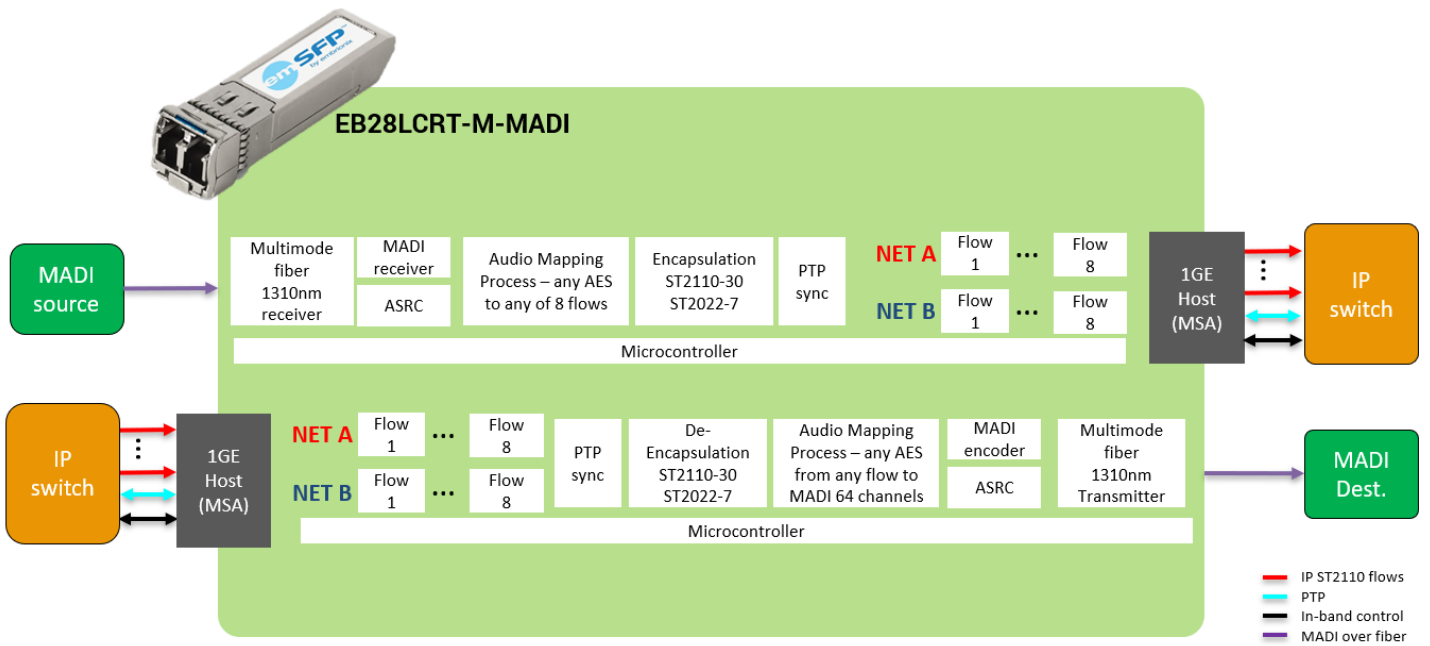 emSFP™
by embrionix
EB28LCRT-M-MADI
MADI
source
Multimode
fiber
1310nm
receiver
MADI
receiver
ASRC
Audio Mapping
Process – any AES
to any of 8 flows
Encapsulation
ST2110-30
ST2022-7
PTP
sync
NET A
Flow
1
...
Flow
8
NET B
Flow
1
...
Flow
8
Microcontroller
1GE
Host
(MSA)
IP
switch
IP
switch
1GE
Host
(MSA)
NET A
Flow
1
...
Flow
8
NET B
Flow
1
...
Flow
8
PTP
sync
De-
Encapsulation
ST2110-30
ST2022-7
Audio Mapping
Process – any AES
from any flow to
MADI 64 channels
MADI
encoder
ASRC
Multimode
fiber
1310nm
Transmitter
Microcontroller
MADI
Dest.
IP ST2110 flows
PTP
In-band control
MADI over fiber